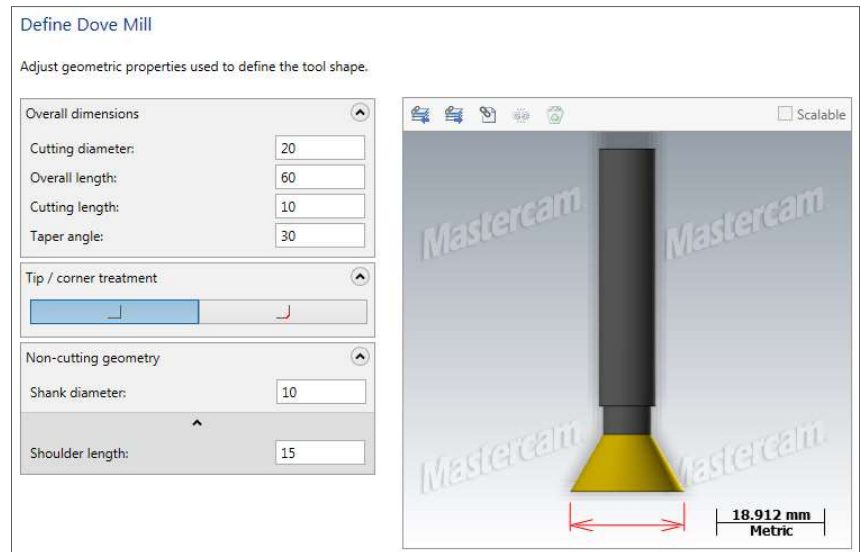 Define Dove Mill
Adjust geometric properties used to define the tool shape.
Overall dimensions
Cutting diameter: 20
Overall length: 60
Cutting length: 10
Taper angle: 30
Tip / corner treatment
Non-cutting geometry
Shank diameter: 10
Shoulder length: 15
Scalable
Mastercam
Mastercam
Mastercam
Mastercam
18.912 mm
Metric